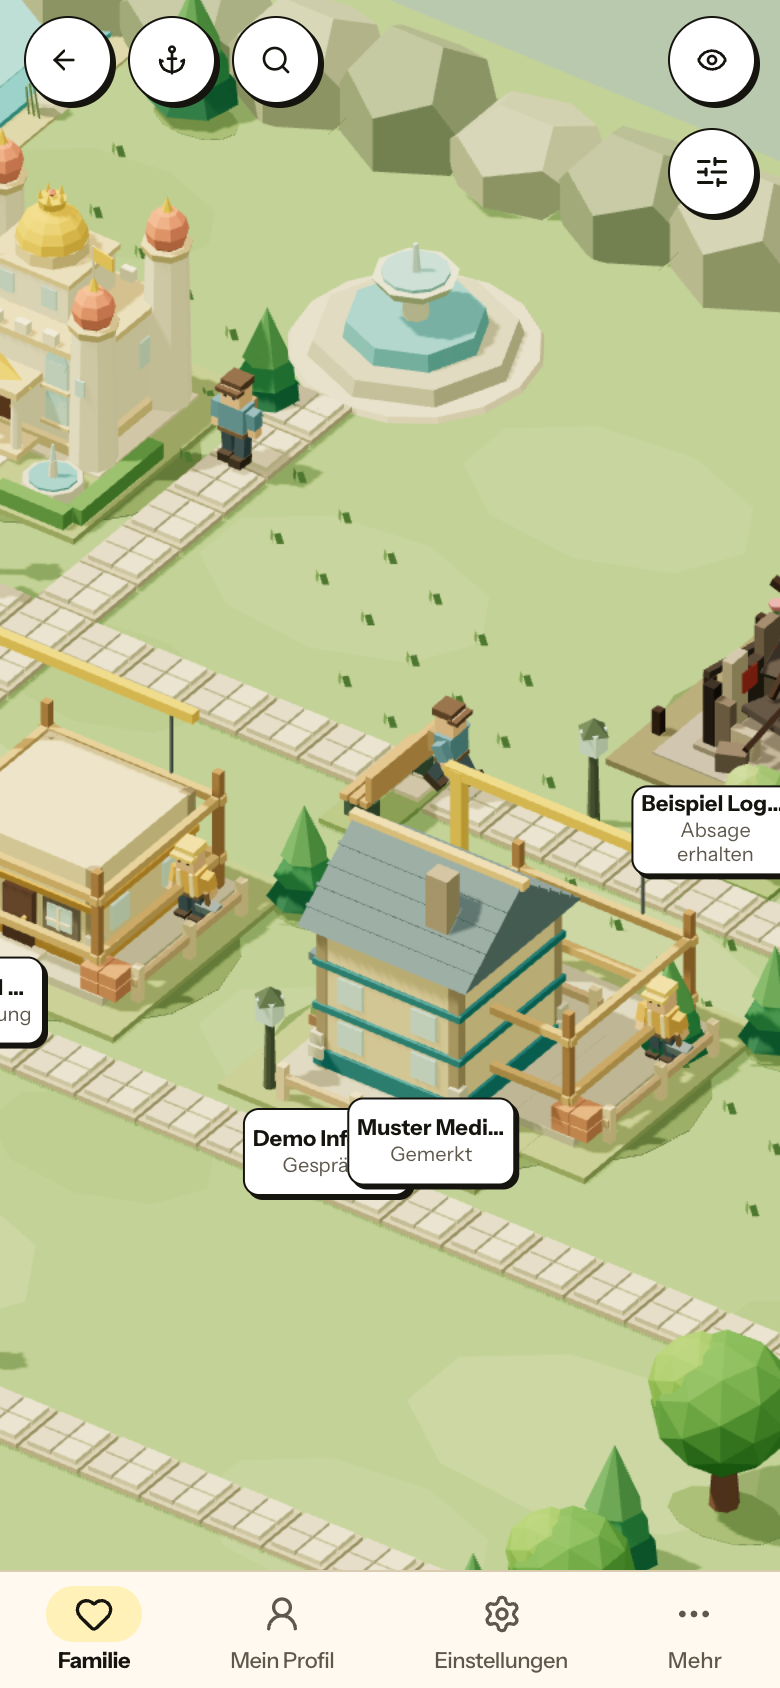 Beispiel Log...
Absage
erhalten
...
ung
Demo Inf
Gesprä
Muster Medi...
Gemerkt
Familie
Mein Profil
Einstellungen
Mehr